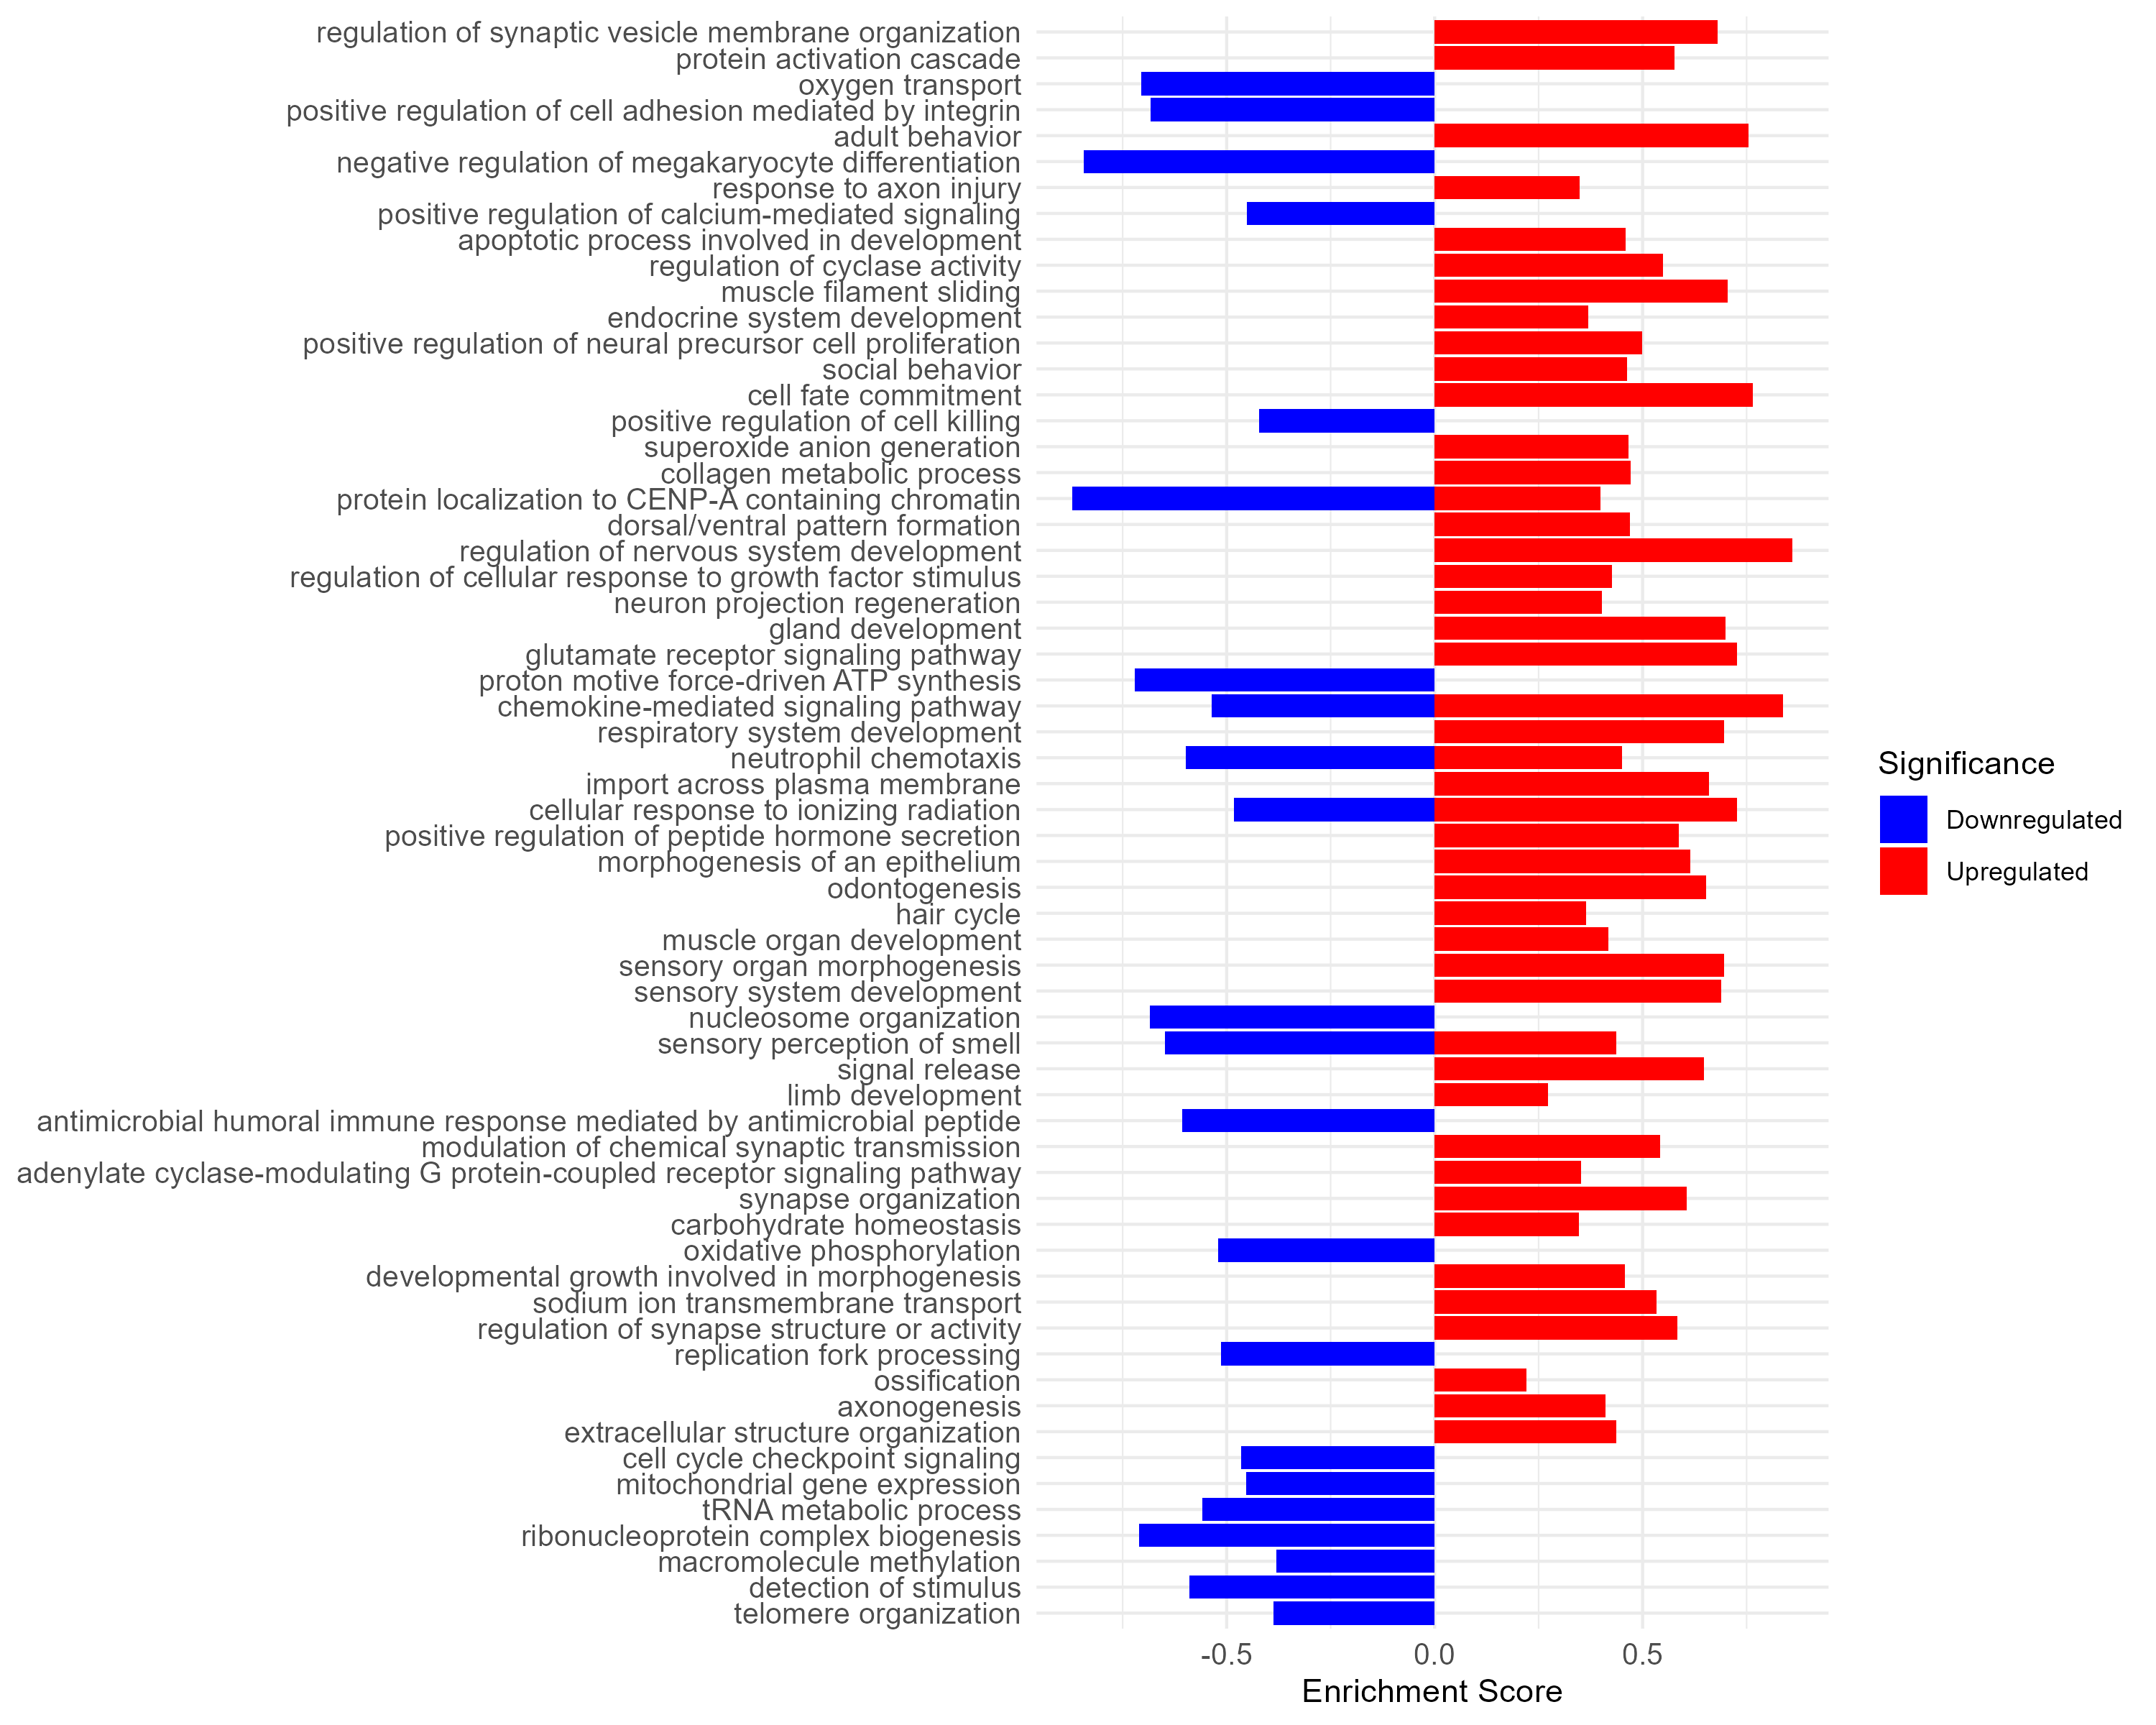 regulation of synaptic vesicle membrane organization
protein activation cascade
oxygen transport
positive regulation of cell adhesion mediated by integrin
adult behavior
negative regulation of megakaryocyte differentiation
response to axon injury
positive regulation of calcium-mediated signaling
apoptotic process involved in development
regulation of cyclase activity
muscle filament sliding
endocrine system development
positive regulation of neural precursor cell proliferation
social behavior
cell fate commitment
positive regulation of cell killing
superoxide anion generation
collagen metabolic process
protein localization to CENP-A containing chromatin
dorsal/ventral pattern formation
regulation of nervous system development
regulation of cellular response to growth factor stimulus
neuron projection regeneration
gland development
glutamate receptor signaling pathway
proton motive force-driven ATP synthesis
chemokine-mediated signaling pathway
respiratory system development
neutrophil chemotaxis
import across plasma membrane
cellular response to ionizing radiation
positive regulation of peptide hormone secretion
morphogenesis of an epithelium
odontogenesis
hair cycle
muscle organ development
sensory organ morphogenesis
sensory system development
nucleosome organization
sensory perception of smell
signal release
limb development
antimicrobial humoral immune response mediated by antimicrobial peptide
modulation of chemical synaptic transmission
adenylate cyclase-modulating G protein-coupled receptor signaling pathway
synapse organization
carbohydrate homeostasis
oxidative phosphorylation
developmental growth involved in morphogenesis
sodium ion transmembrane transport
regulation of synapse structure or activity
replication fork processing
ossification
axonogenesis
extracellular structure organization
cell cycle checkpoint signaling
mitochondrial gene expression
tRNA metabolic process
ribonucleoprotein complex biogenesis
macromolecule methylation
detection of stimulus
telomere organization
-0.5 0.0 0.5
Enrichment Score
Significance
Downregulated
Upregulated